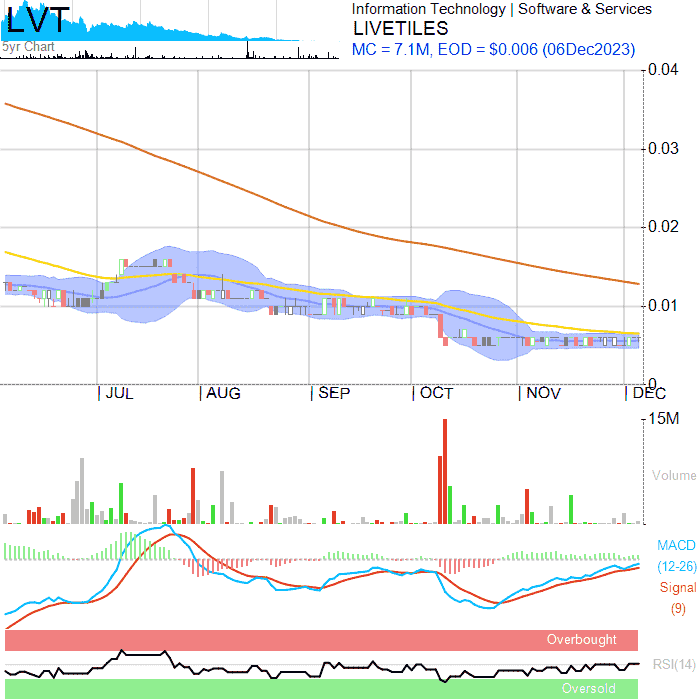 LVT
5yr Chart
Information Technology | Software & Services
LIVETILES
MC = 7.1M, EOD = $0.006 (06Dec2023)
0.04
0.03
0.02
0.01
0
JUL AUG SEP OCT NOV DEC
15M
Volume
MACD
(12-26)
Signal
(9)
Overbought
RSI(14)
Oversold